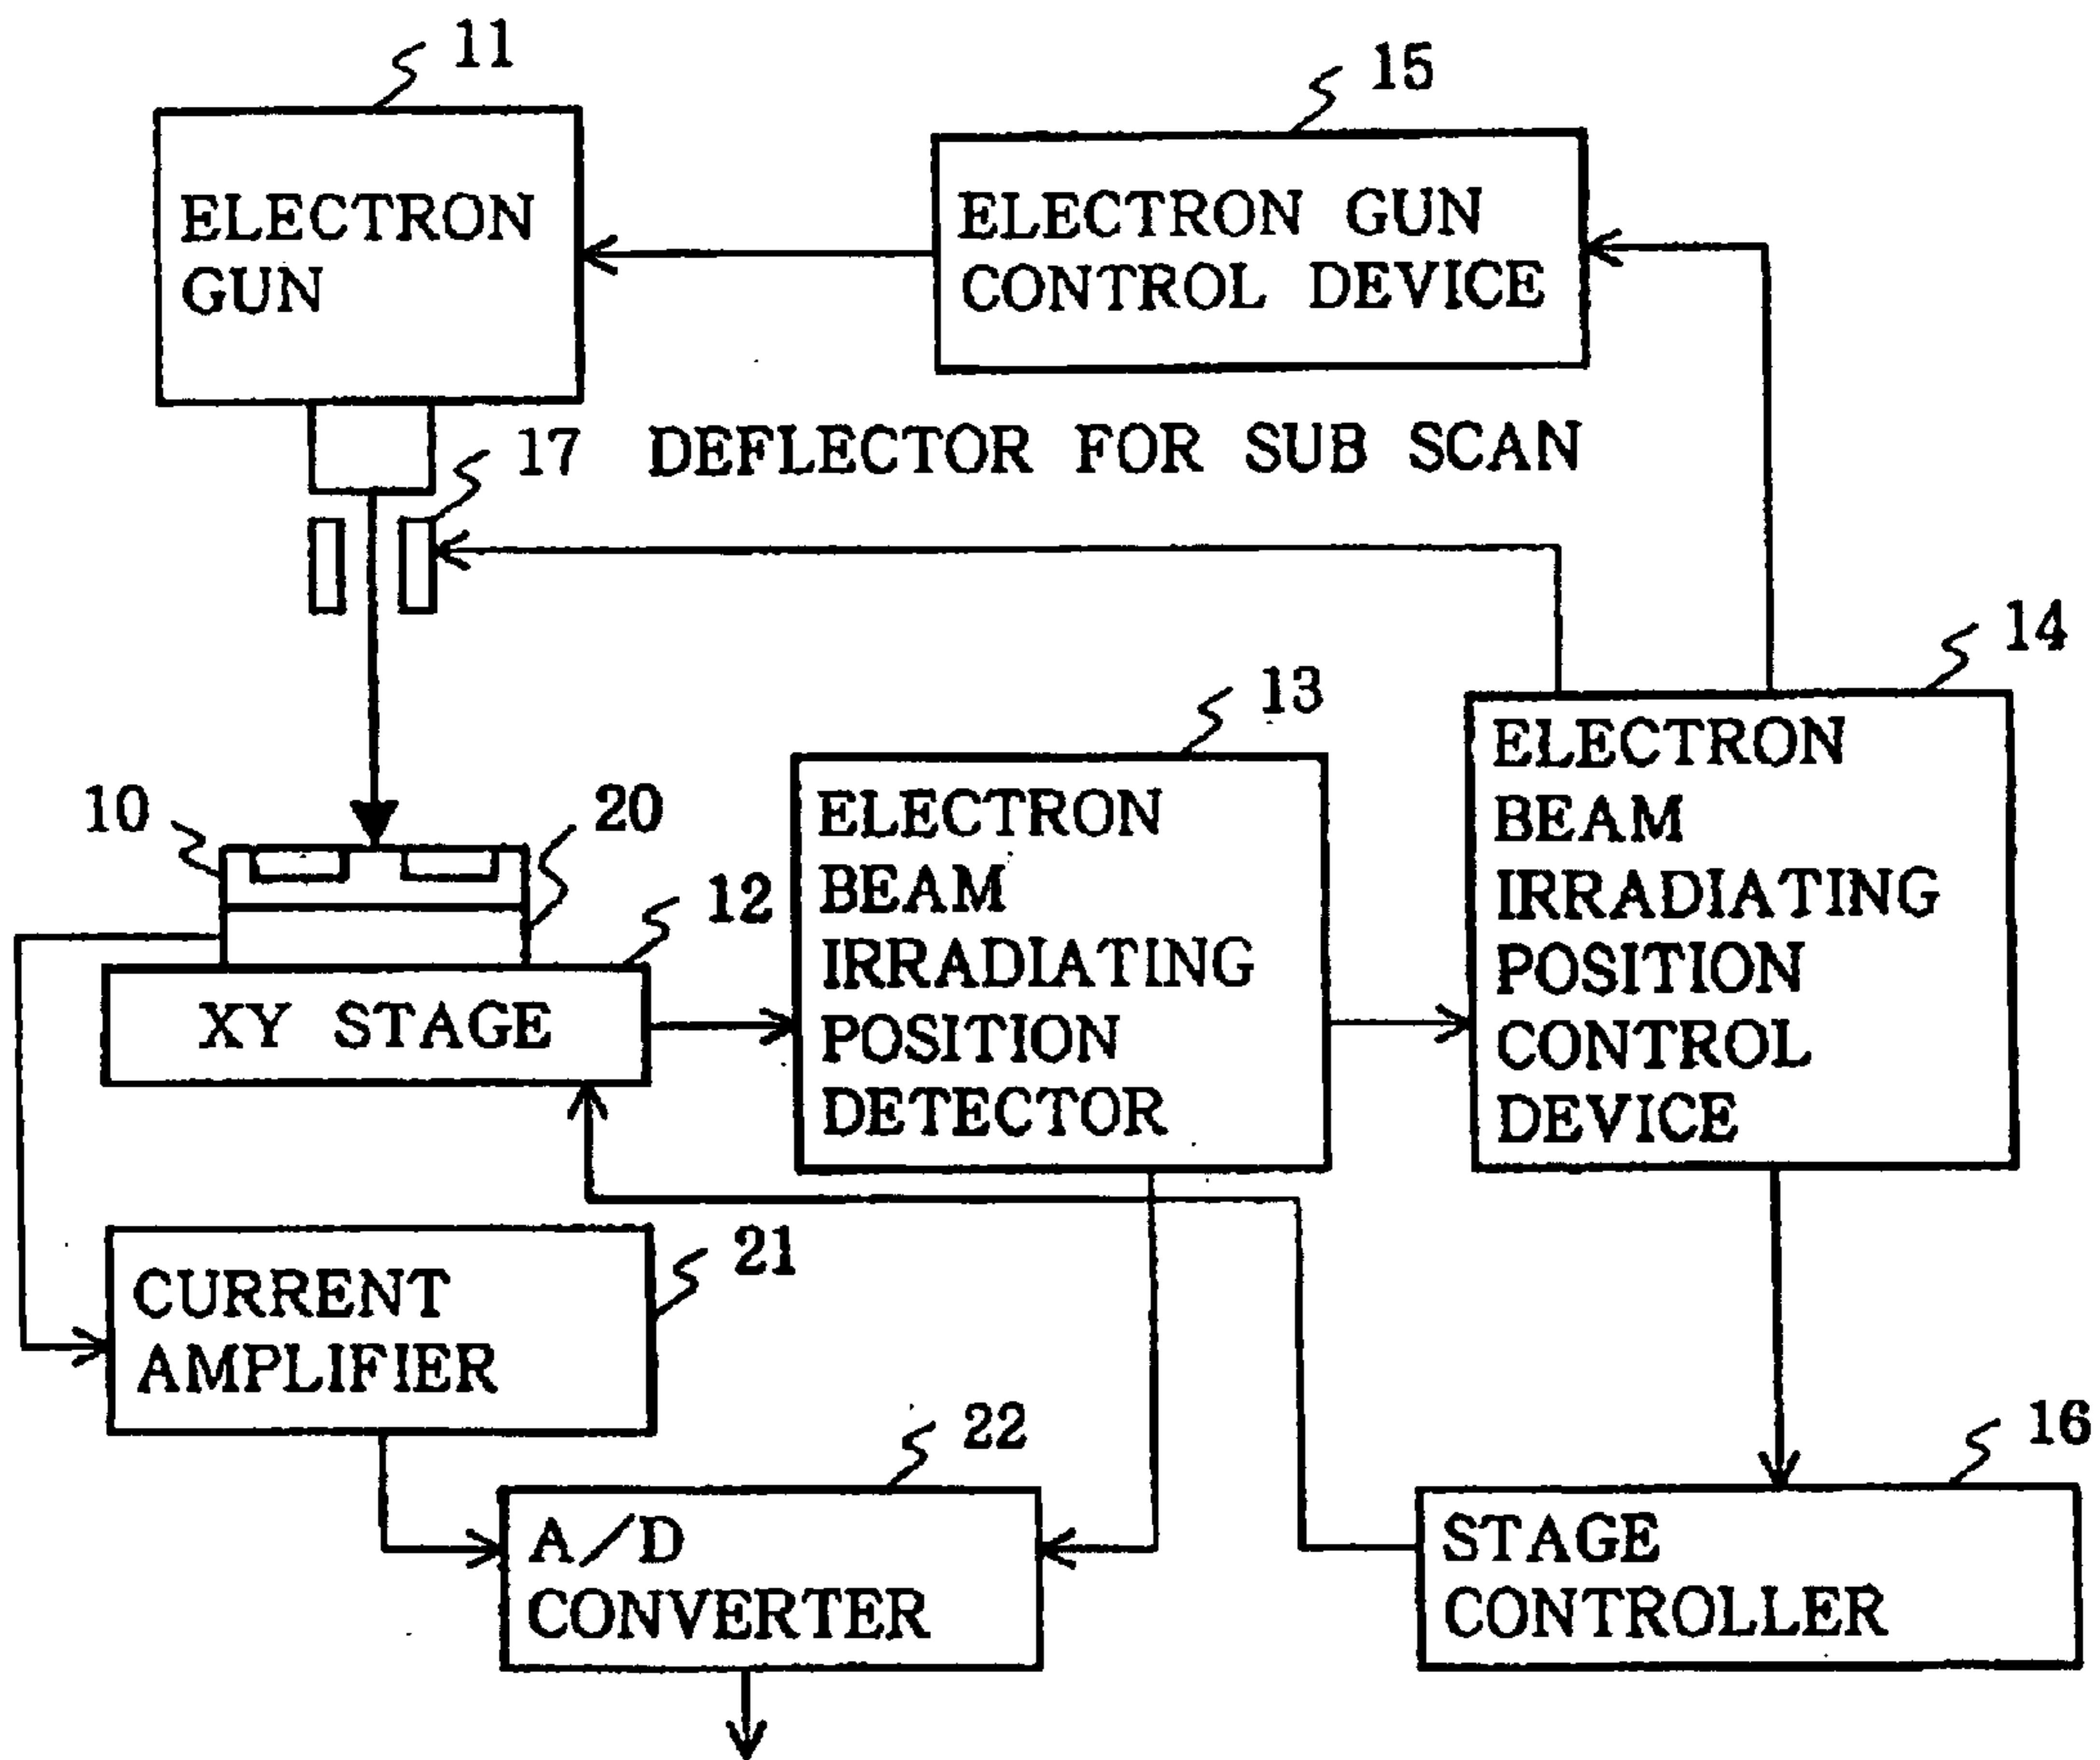 11
15
ELECTRON
GUN
ELECTRON GUN
CONTROL DEVICE
17 DEFLECTOR FOR SUB SCAN
14
13
ELECTRON
BEAM
IRRADIATING
POSITION
CONTROL
DEVICE
10
20
12
ELECTRON
BEAM
IRRADIATING
POSITION
DETECTOR
XY STAGE
21
CURRENT
AMPLIFIER
22
16
A/D
CONVERTER
STAGE
CONTROLLER